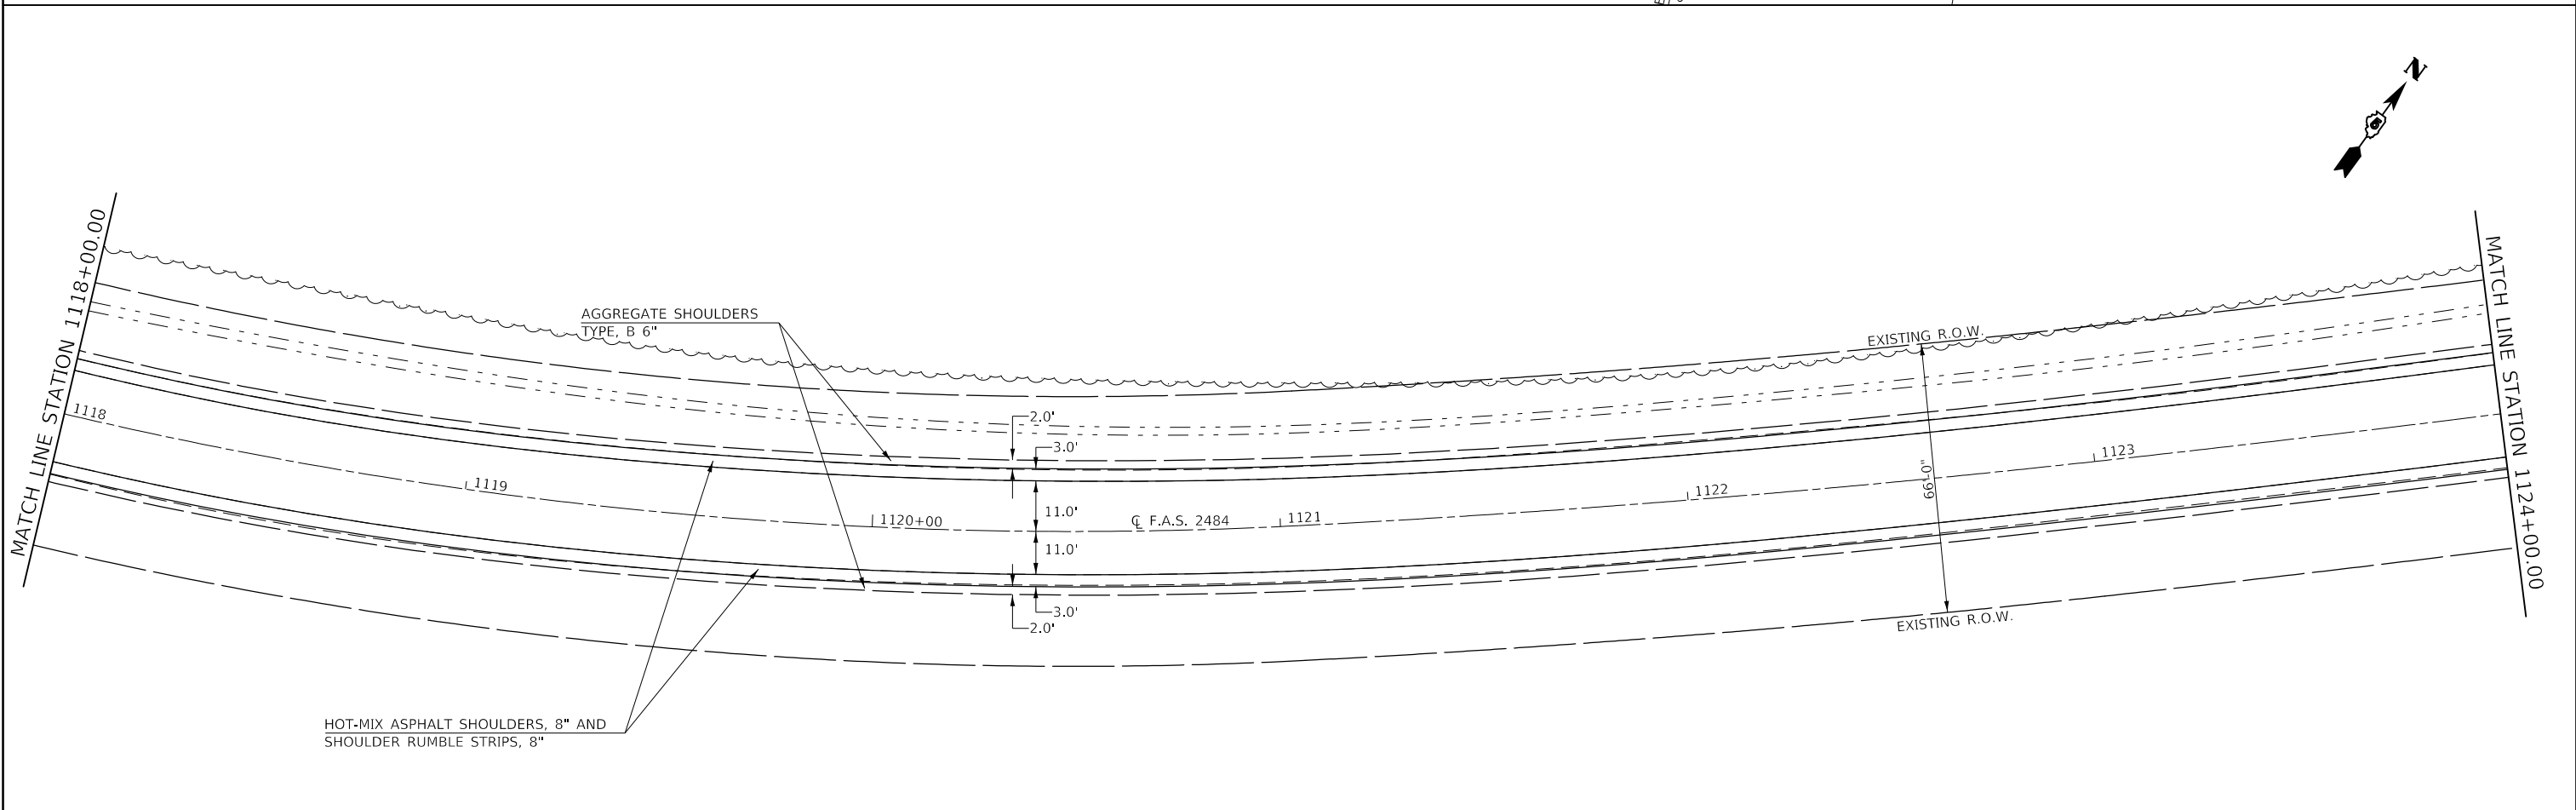 N
MATCH LINE STATION 1118+00.00
MATCH LINE STATION 1124+00.00
AGGREGATE SHOULDERS
TYPE, B 6"
EXISTING R.O.W.
2.0'
3.0'
1118
1119
1120+00
11.0'
℄ F.A.S. 2484
1121
1122
1123
66'-0"
11.0'
3.0'
2.0'
EXISTING R.O.W.
HOT-MIX ASPHALT SHOULDERS, 8" AND
SHOULDER RUMBLE STRIPS, 8"